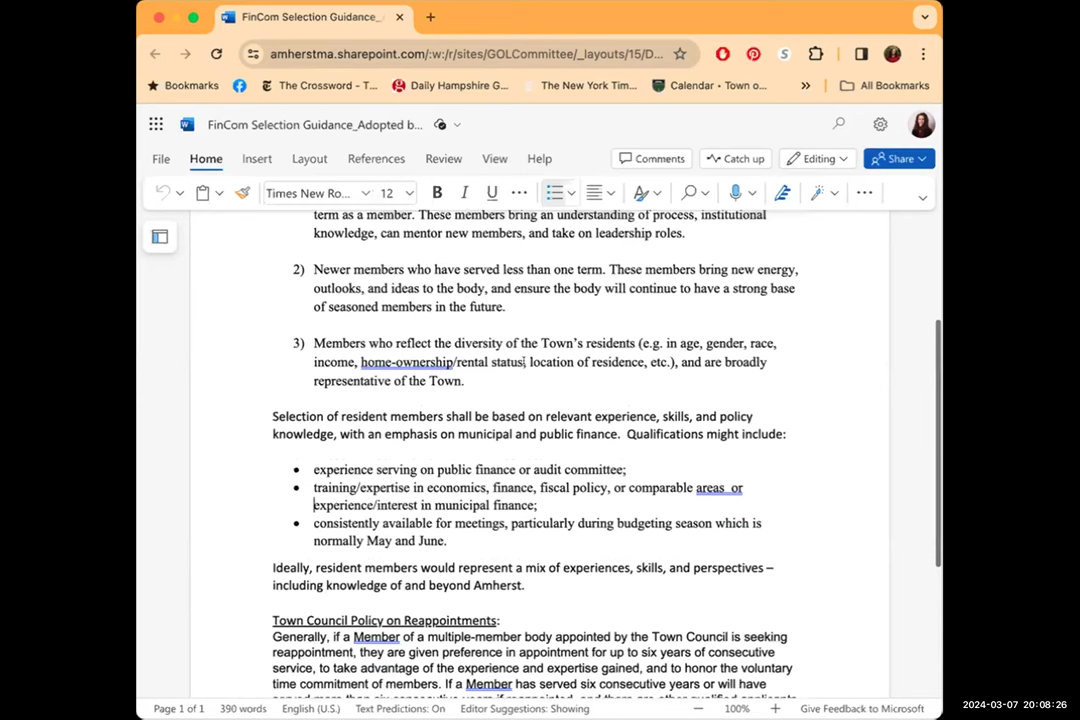 FinCom Selection Guidance_
amherstma.sharepoint.com/:w:/r/sites/GOLCommittee/_layouts/15/D...
Bookmarks
The Crossword - T...
Daily Hampshire G...
The New York Tim...
Calendar • Town o...
»
All Bookmarks
FinCom Selection Guidance_Adopted b...
File
Home
Insert
Layout
References
Review
View
Help
Comments
Catch up
Editing
Share
Times New Ro...
12
B I U
term as a member. These members bring an understanding of process, institutional
knowledge, can mentor new members, and take on leadership roles.
2) Newer members who have served less than one term. These members bring new energy,
outlooks, and ideas to the body, and ensure the body will continue to have a strong base
of seasoned members in the future.
3) Members who reflect the diversity of the Town’s residents (e.g. in age, gender, race,
income, home-ownership/rental status, location of residence, etc.), and are broadly
representative of the Town.
Selection of resident members shall be based on relevant experience, skills, and policy
knowledge, with an emphasis on municipal and public finance.  Qualifications might include:
• experience serving on public finance or audit committee;
• training/expertise in economics, finance, fiscal policy, or comparable areas  or
experience/interest in municipal finance;
• consistently available for meetings, particularly during budgeting season which is
normally May and June.
Ideally, resident members would represent a mix of experiences, skills, and perspectives –
including knowledge of and beyond Amherst.
Town Council Policy on Reappointments:
Generally, if a Member of a multiple-member body appointed by the Town Council is seeking
reappointment, they are given preference in appointment for up to six years of consecutive
service, to take advantage of the experience and expertise gained, and to honor the voluntary
time commitment of members. If a Member has served six consecutive years or will have
Page 1 of 1
390 words
English (U.S.)
Text Predictions: On
Editor Suggestions: Showing
100%
Give Feedback to Microsoft
2024-03-07 20:08:26